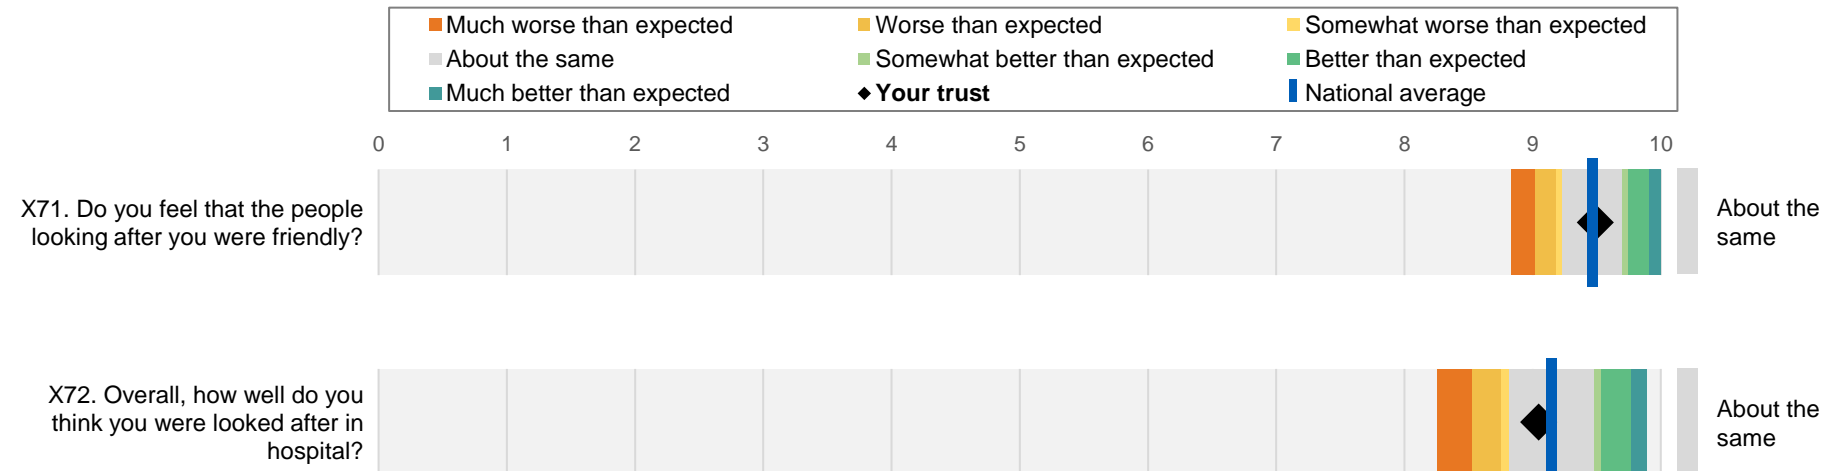 Much worse than expected
Worse than expected
Somewhat worse than expected
About the same
Somewhat better than expected
Better than expected
Much better than expected
Your trust
National average
0 1 2 3 4 5 6 7 8 9 10
X71. Do you feel that the people
looking after you were friendly?
About the
same
X72. Overall, how well do you
think you were looked after in
hospital?
About the
same